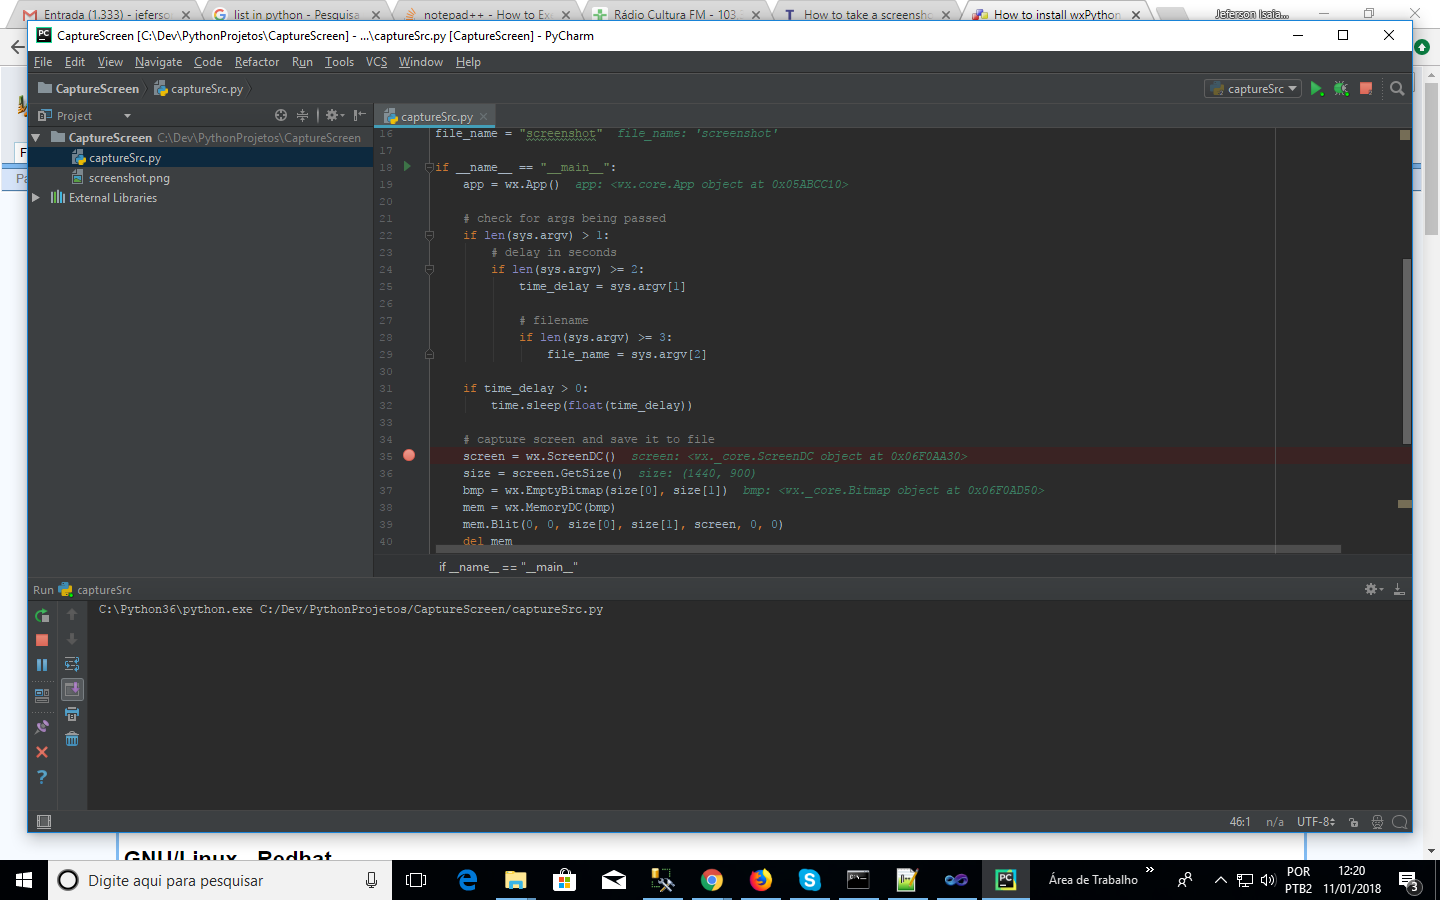 Entrada (1.333) - jeferso
list in python - Pesquisa
notepad++ - How to Exe
Rádio Cultura FM - 103.
How to take a screensho
How to install wxPython
Jeferson Isaia...
CaptureScreen [C:\Dev\PythonProjetos\CaptureScreen] - ...\captureSrc.py [CaptureScreen] - PyCharm
File Edit View Navigate Code Refactor Run Tools VCS Window Help
CaptureScreen captureSrc.py
captureSrc
Project
captureSrc.py
CaptureScreen C:\Dev\PythonProjetos\CaptureScreen
captureSrc.py
screenshot.png
External Libraries
16 file_name = "screenshot" file_name: 'screenshot'
17
18 if __name__ == "__main__":
19 app = wx.App() app: <wx.core.App object at 0x05ABCC10>
20
21 # check for args being passed
22 if len(sys.argv) > 1:
23 # delay in seconds
24 if len(sys.argv) >= 2:
25 time_delay = sys.argv[1]
26
27 # filename
28 if len(sys.argv) >= 3:
29 file_name = sys.argv[2]
30
31 if time_delay > 0:
32 time.sleep(float(time_delay))
33
34 # capture screen and save it to file
35 screen = wx.ScreenDC() screen: <wx._core.ScreenDC object at 0x06F0AA30>
36 size = screen.GetSize() size: (1440, 900)
37 bmp = wx.EmptyBitmap(size[0], size[1]) bmp: <wx._core.Bitmap object at 0x06F0AD50>
38 mem = wx.MemoryDC(bmp)
39 mem.Blit(0, 0, size[0], size[1], screen, 0, 0)
40 del mem
if __name__ == "__main__"
Run captureSrc
C:\Python36\python.exe C:/Dev/PythonProjetos/CaptureScreen/captureSrc.py
46:1 n/a UTF-8
GNU/Linux - Redhat
Digite aqui para pesquisar
Área de Trabalho
POR
PTB2
12:20
11/01/2018
3